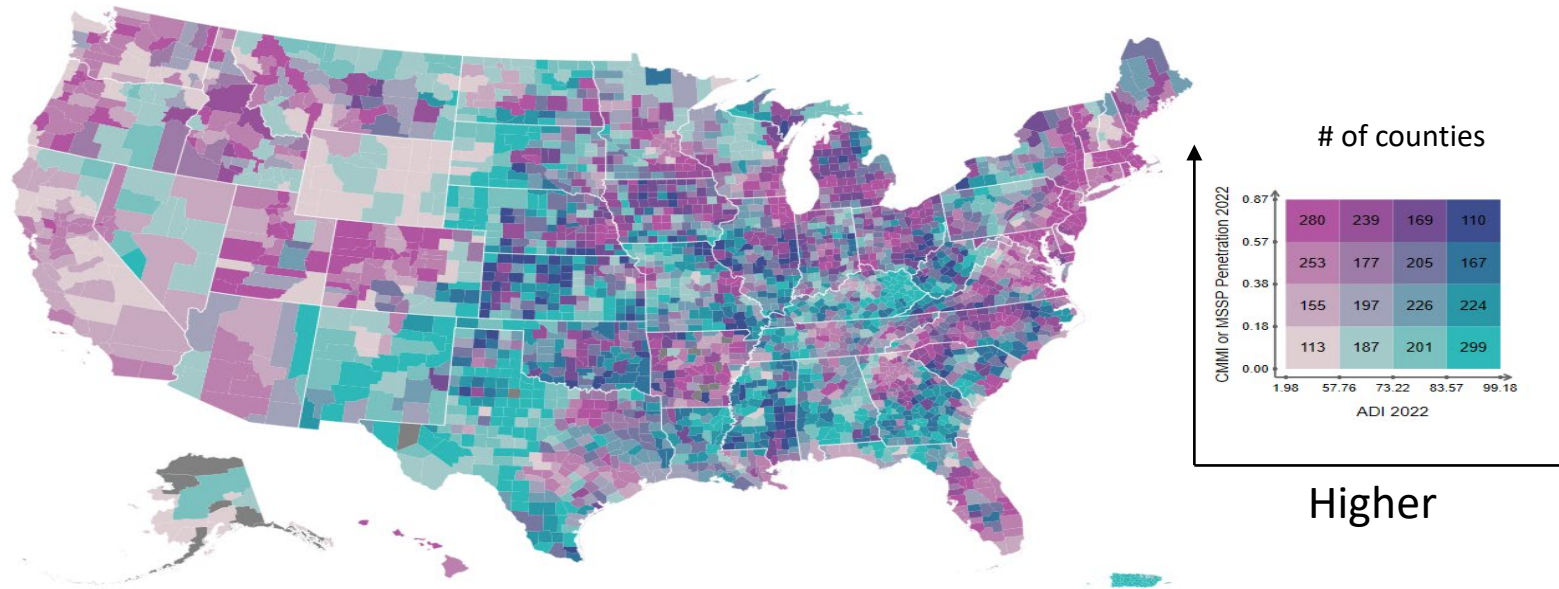 # of counties
CMMI or MSSP Penetration 2022
0.87
0.57
0.38
0.18
0.00
280 239 169 110
253 177 205 167
155 197 226 224
113 187 201 299
1.98 57.76 73.22 83.57 99.18
ADI 2022
Higher